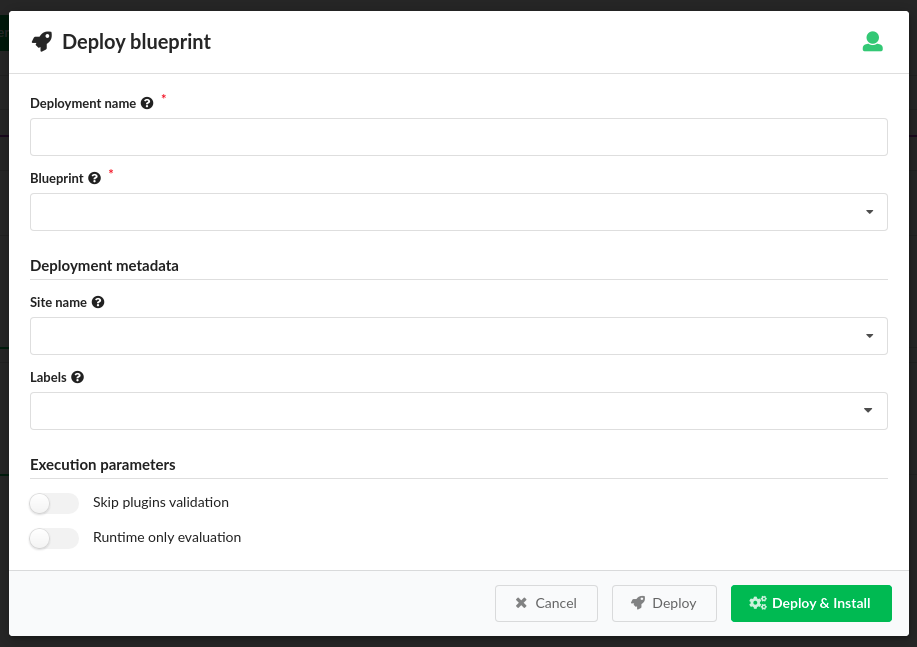 Deploy blueprint
Deployment name *
Blueprint *
Deployment metadata
Site name
Labels
Execution parameters
Skip plugins validation
Runtime only evaluation
Cancel Deploy Deploy & Install